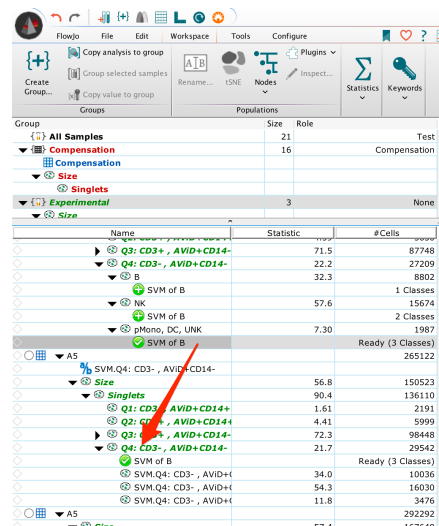 FlowJo File Edit Workspace Tools Configure
{+} Create Group...
Copy analysis to group
Group selected samples
Copy value to group
Groups
A|B Rename...
tSNE
Nodes
Plugins
Inspect...
Populations
Σ Statistics
Keywords
Group Size Role
All Samples 21 Test
Compensation 16 Compensation
Compensation
Size
Singlets
Experimental 3 None
Size
Name Statistic #Cells
Q3: CD3+ , AViD+CD14- 71.5 87748
Q4: CD3- , AViD+CD14- 22.2 27209
B 32.3 8802
SVM of B 1 Classes
NK 57.6 15674
SVM of B 2 Classes
pMono, DC, UNK 7.30 1987
SVM of B Ready (3 Classes)
A5 265122
SVM.Q4: CD3- , AViD+CD14-
Size 56.8 150523
Singlets 90.4 136110
Q1: CD3- , AViD+CD14+ 1.61 2191
Q2: CD3+ , AViD+CD14+ 4.41 5999
Q3: CD3+ , AViD+CD14- 72.3 98448
Q4: CD3- , AViD+CD14- 21.7 29542
SVM of B Ready (3 Classes)
SVM.Q4: CD3- , AViD+C 34.0 10036
SVM.Q4: CD3- , AViD+C 54.3 16030
SVM.Q4: CD3- , AViD+C 11.8 3476
A5 292292